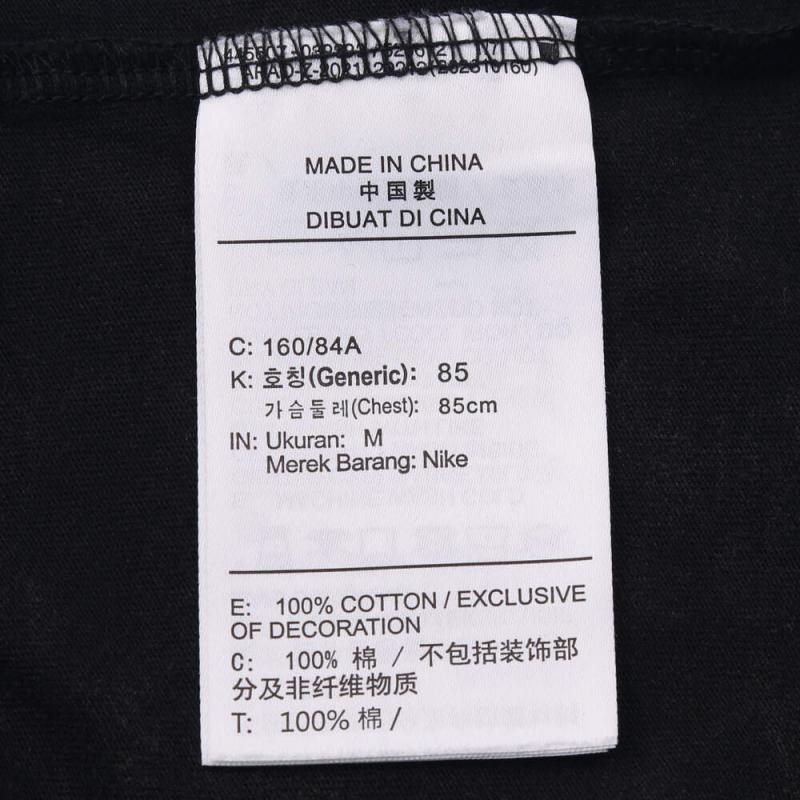 MADE IN CHINA
中国製
DIBUAT DI CINA
C: 160/84A
K: 호칭(Generic): 85
가슴둘레(Chest): 85cm
IN: Ukuran: M
Merek Barang: Nike
E: 100% COTTON / EXCLUSIVE
OF DECORATION
C: 100% 棉 / 不包括装饰部
分及非纤维物质
T: 100% 棉 /